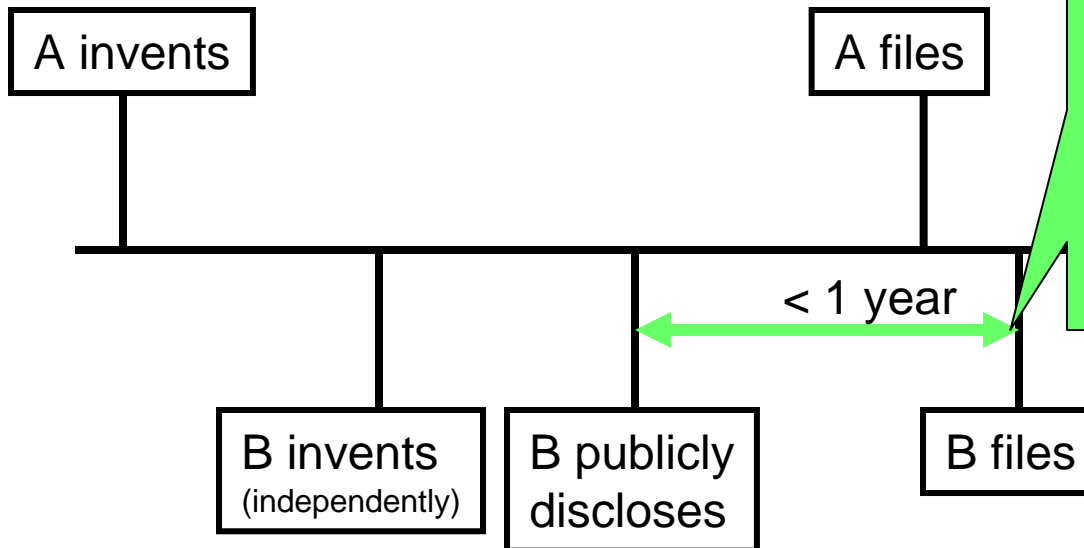 A invents
A files
< 1 year
B invents
(independently)
B publicly
discloses
B files